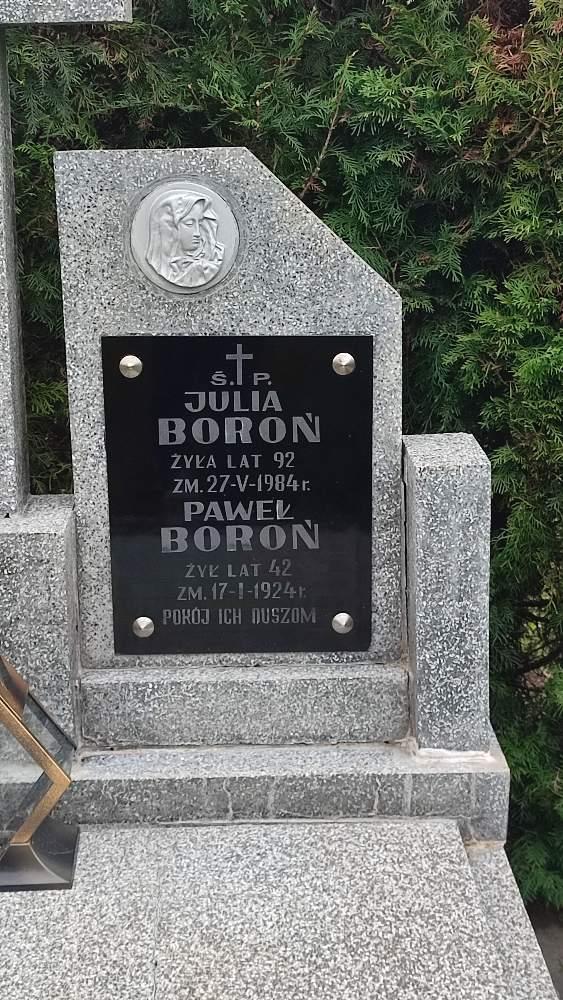 Ś.P.
JULIA
BOROŃ
ŻYŁA LAT 92
ZM. 27-V-1984 r.
PAWEŁ
BOROŃ
ŻYŁ LAT 42
ZM. 17-I-1924 r.
POKÓJ ICH DUSZOM